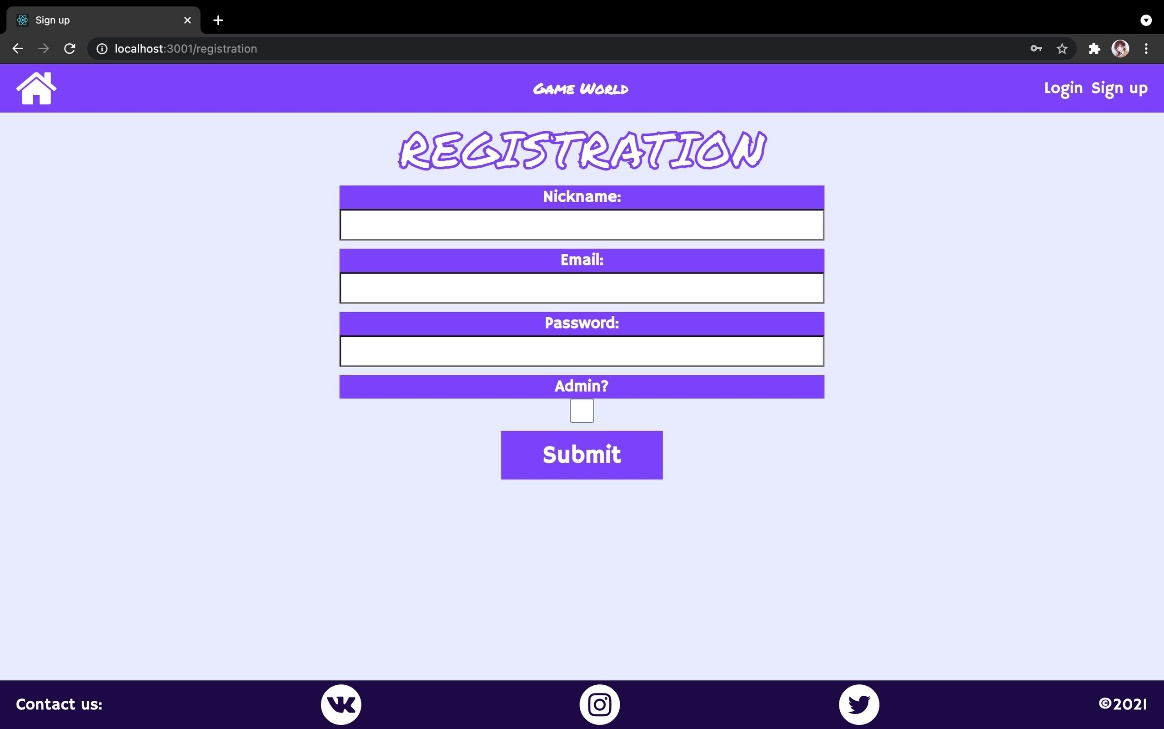 Sign up
localhost:3001/registration
Game World
Login Sign up
REGISTRATION
Nickname:
Email:
Password:
Admin?
Submit
Contact us:
©2021